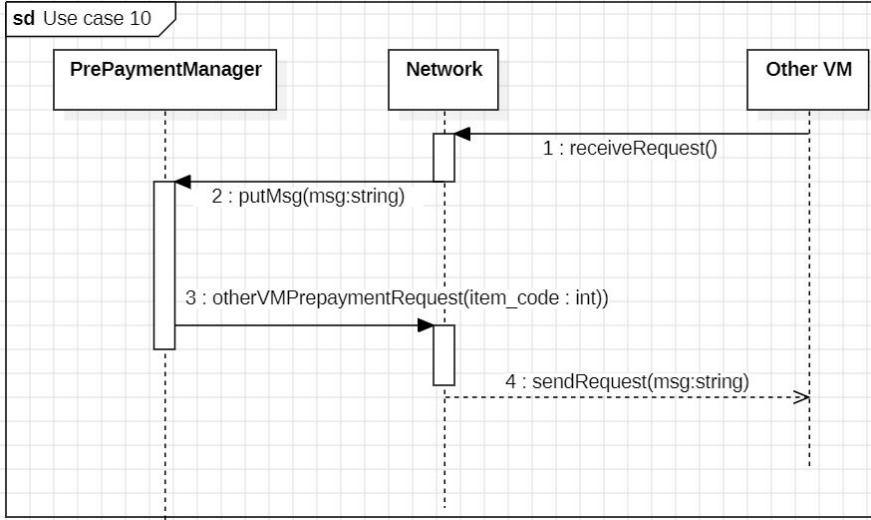 sd Use case 10
PrePaymentManager
Network
Other VM
1 : receiveRequest()
2 : putMsg(msg:string)
3 : otherVMPrepaymentRequest(item_code : int))
4 : sendRequest(msg:string)